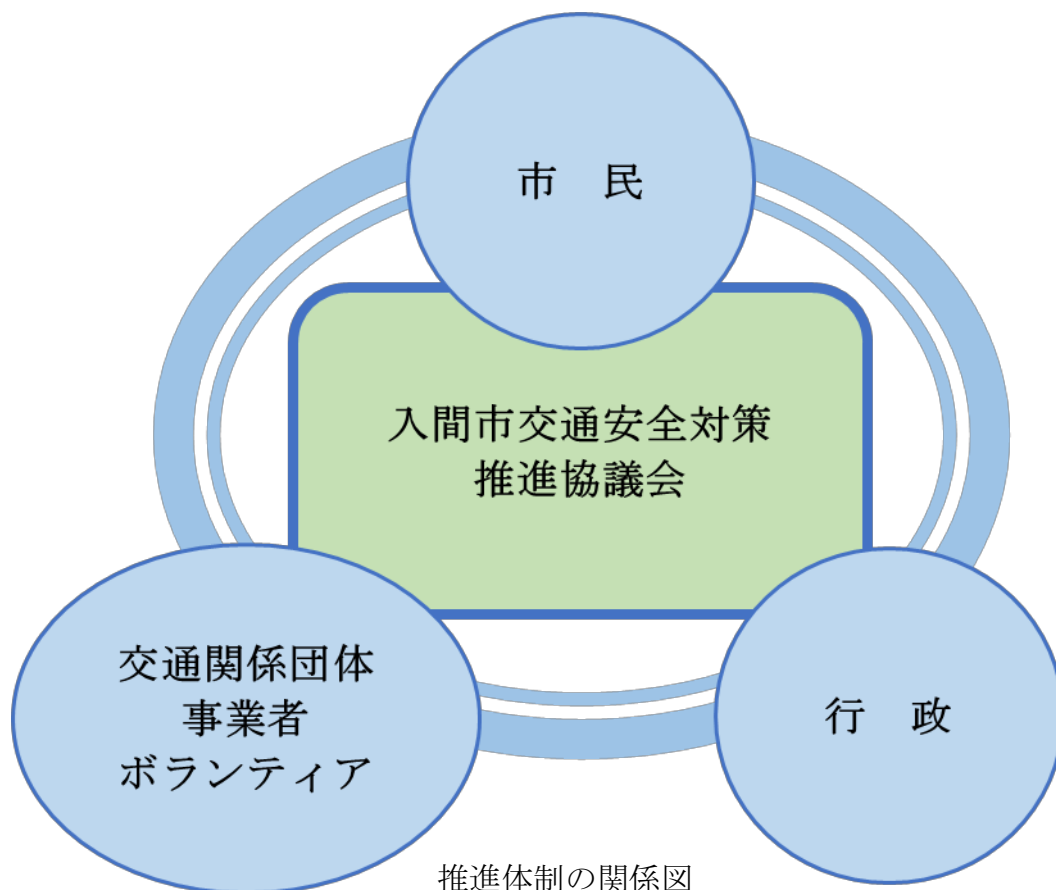 市　民
入間市交通安全対策
推進協議会
交通関係団体
事業者
ボランティア
行　政
推進体制の関係図